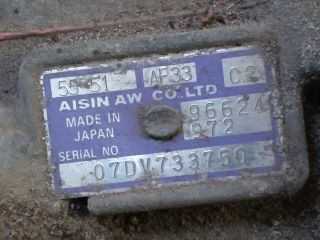 55-51 AF33 C2
AISIN AW CO.,LTD
MADE IN 96624
JAPAN 072
SERIAL NO
07DV733750